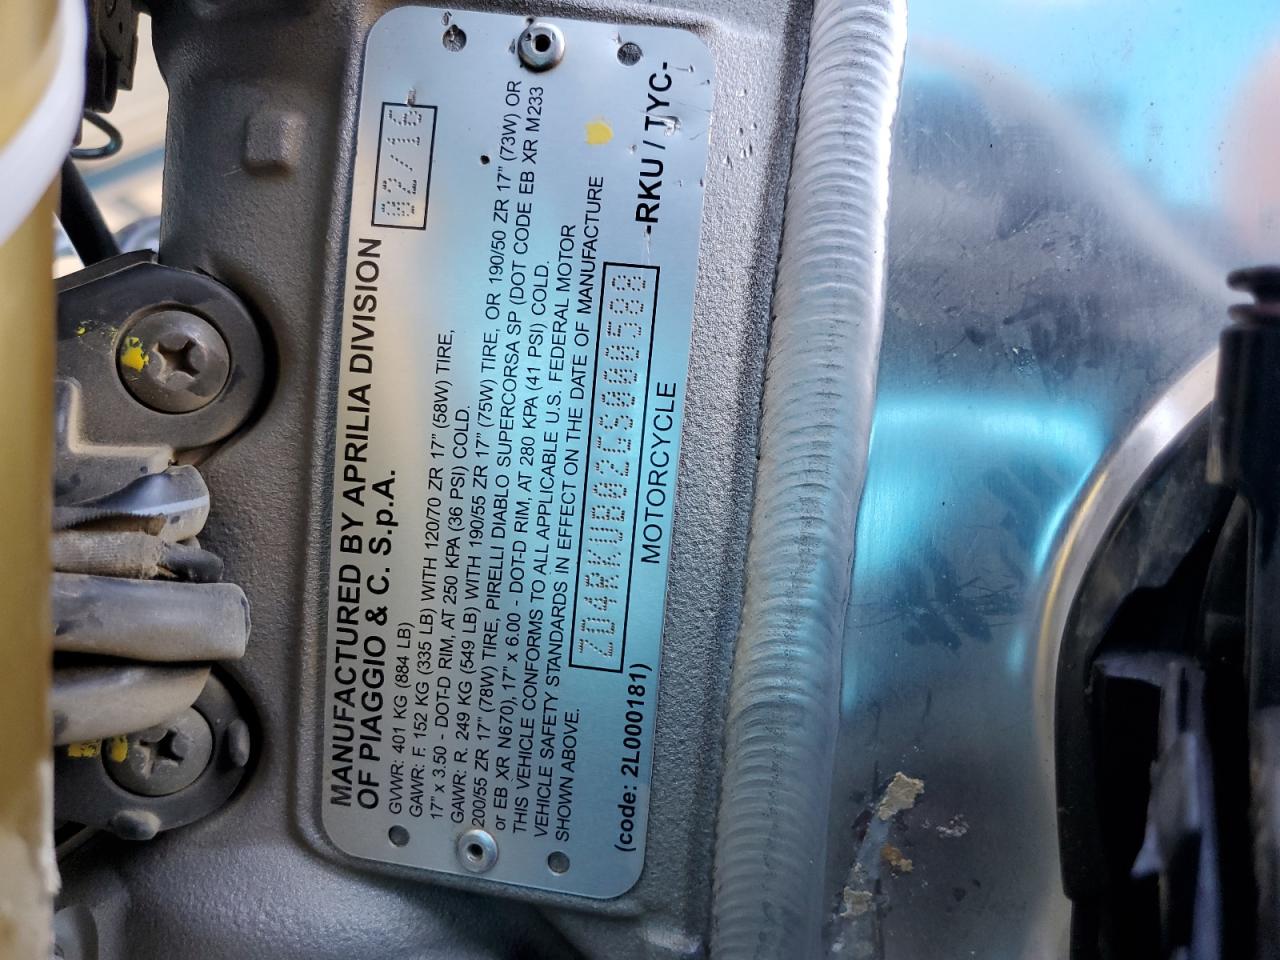 MANUFACTURED BY APRILIA DIVISION
OF PIAGGIO & C. S.p.A.
02/16
GVWR: 401 KG (884 LB)
GAWR: F. 152 KG (335 LB) WITH 120/70 ZR 17" (58W) TIRE,
17" x 3.50 - DOT-D RIM, AT 250 KPA (36 PSI) COLD.
GAWR: R. 249 KG (549 LB) WITH 190/55 ZR 17" (75W) TIRE, OR 190/50 ZR 17" (73W) OR
200/55 ZR 17" (78W) TIRE, PIRELLI DIABLO SUPERCORSA SP (DOT CODE EB XR M233
or EB XR N670), 17" x 6.00 - DOT-D RIM, AT 280 KPA (41 PSI) COLD.
THIS VEHICLE CONFORMS TO ALL APPLICABLE U.S. FEDERAL MOTOR
VEHICLE SAFETY STANDARDS IN EFFECT ON THE DATE OF MANUFACTURE
SHOWN ABOVE.
-RKU / TYC-
(code: 2L000181)
MOTORCYCLE